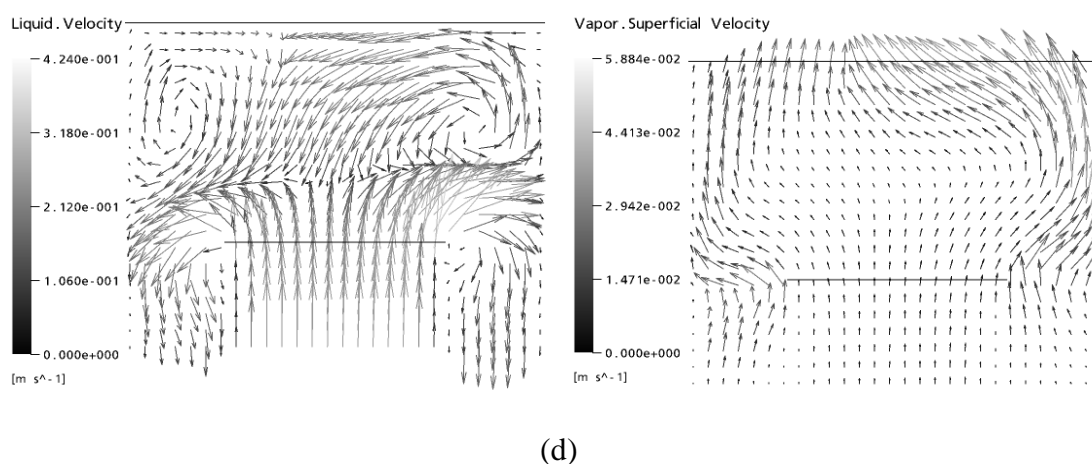 Liquid.Velocity
4.240e-001
3.180e-001
2.120e-001
1.060e-001
0.000e+000
[m s^-1]
Vapor.Superficial Velocity
5.884e-002
4.413e-002
2.942e-002
1.471e-002
0.000e+000
[m s^-1]
(d)